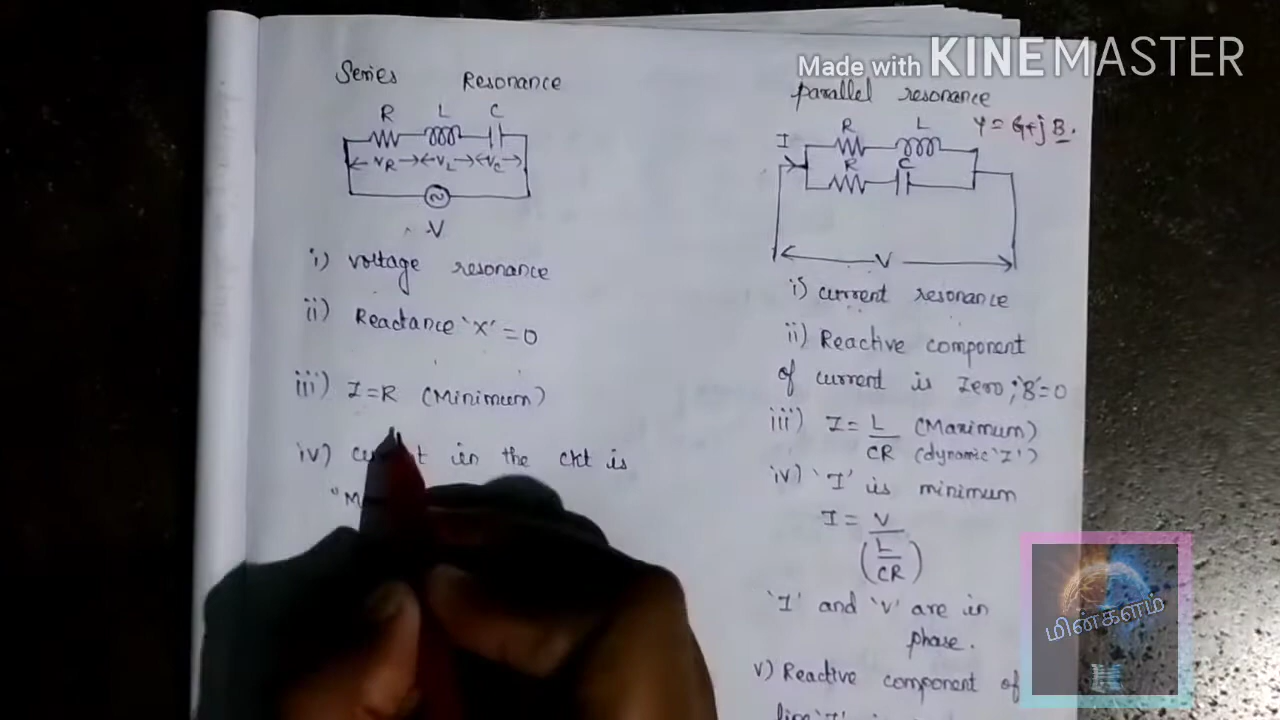 Made with KINEMASTER
Series Resonance
R L C
VR VL VC
V
i) voltage resonance
ii) Reactance 'X' = 0
iii) Z = R (Minimum)
iv) in the ckt is
parallel resonance
Y = G+j B.
I R L
R C
V
i) current resonance
ii) Reactive component
of current is Zero; 'B' = 0
iii) Z = L (Maximum)
CR (dynamic 'Z')
iv) 'I' is minimum
I = V
(L
CR)
'I' and 'V' are in
phase.
v) Reactive component of
மின்களம்